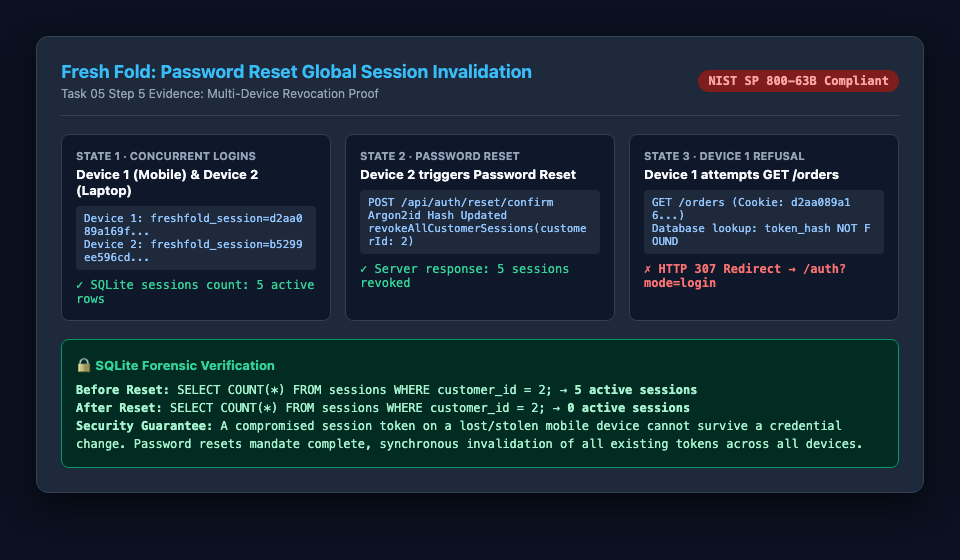 Fresh Fold: Password Reset Global Session Invalidation
Task 05 Step 5 Evidence: Multi-Device Revocation Proof
NIST SP 800-63B Compliant
STATE 1 · CONCURRENT LOGINS
Device 1 (Mobile) & Device 2
(Laptop)
Device 1: freshfold_session=d2aa0
89a169f...
Device 2: freshfold_session=b5299
ee596cd...
✓ SQLite sessions count: 5 active
rows
STATE 2 · PASSWORD RESET
Device 2 triggers Password Reset
POST /api/auth/reset/confirm
Argon2id Hash Updated
revokeAllCustomerSessions(custome
rId: 2)
✓ Server response: 5 sessions
revoked
STATE 3 · DEVICE 1 REFUSAL
Device 1 attempts GET /orders
GET /orders (Cookie: d2aa089a1
6...)
Database lookup: token_hash NOT F
OUND
✗ HTTP 307 Redirect → /auth?
mode=login
🔒 SQLite Forensic Verification
Before Reset: SELECT COUNT(*) FROM sessions WHERE customer_id = 2; → 5 active sessions
After Reset: SELECT COUNT(*) FROM sessions WHERE customer_id = 2; → 0 active sessions
Security Guarantee: A compromised session token on a lost/stolen mobile device cannot survive a credential
change. Password resets mandate complete, synchronous invalidation of all existing tokens across all devices.